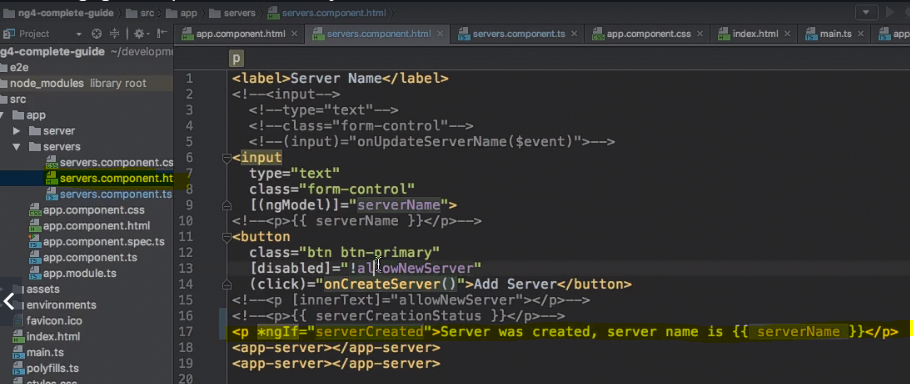 ng4-complete-guide src app servers servers.component.html
Project app.component.html servers.component.html servers.component.ts app.component.css index.html main.ts app
ng4-complete-guide ~/developm
e2e
node_modules library root
src
app
server
servers
servers.component.cs
servers.component.ht
servers.component.ts
app.component.css
app.component.html
app.component.spec.ts
app.component.ts
app.module.ts
assets
environments
favicon.ico
index.html
main.ts
polyfills.ts
p
1 <label>Server Name</label>
2 <!--<input-->
3 <!--type="text"-->
4 <!--class="form-control"-->
5 <!--(input)="onUpdateServerName($event)">-->
6 <input
7 type="text"
8 class="form-control"
9 [(ngModel)]="serverName">
10 <!--<p>{{ serverName }}</p>-->
11 <button
12 class="btn btn-primary"
13 [disabled]="!allowNewServer"
14 (click)="onCreateServer()">Add Server</button>
15 <!--<p [innerText]="allowNewServer"></p>-->
16 <!--<p>{{ serverCreationStatus }}</p>-->
17 <p *ngIf="serverCreated">Server was created, server name is {{ serverName }}</p>
18 <app-server></app-server>
19 <app-server></app-server>
20